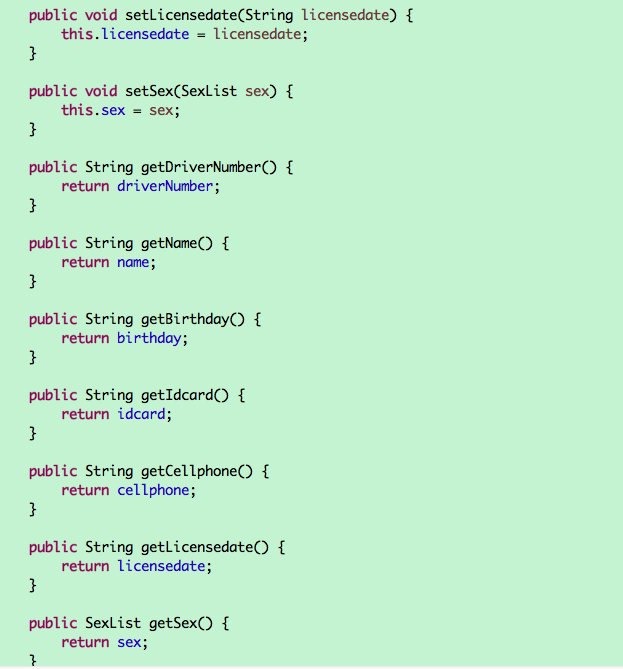 public void setLicensedate(String licensedate) {
this.licensedate = licensedate;
}
public void setSex(SexList sex) {
this.sex = sex;
}
public String getDriverNumber() {
return driverNumber;
}
public String getName() {
return name;
}
public String getBirthday() {
return birthday;
}
public String getIdcard() {
return idcard;
}
public String getCellphone() {
return cellphone;
}
public String getLicensedate() {
return licensedate;
}
public SexList getSex() {
return sex;
}